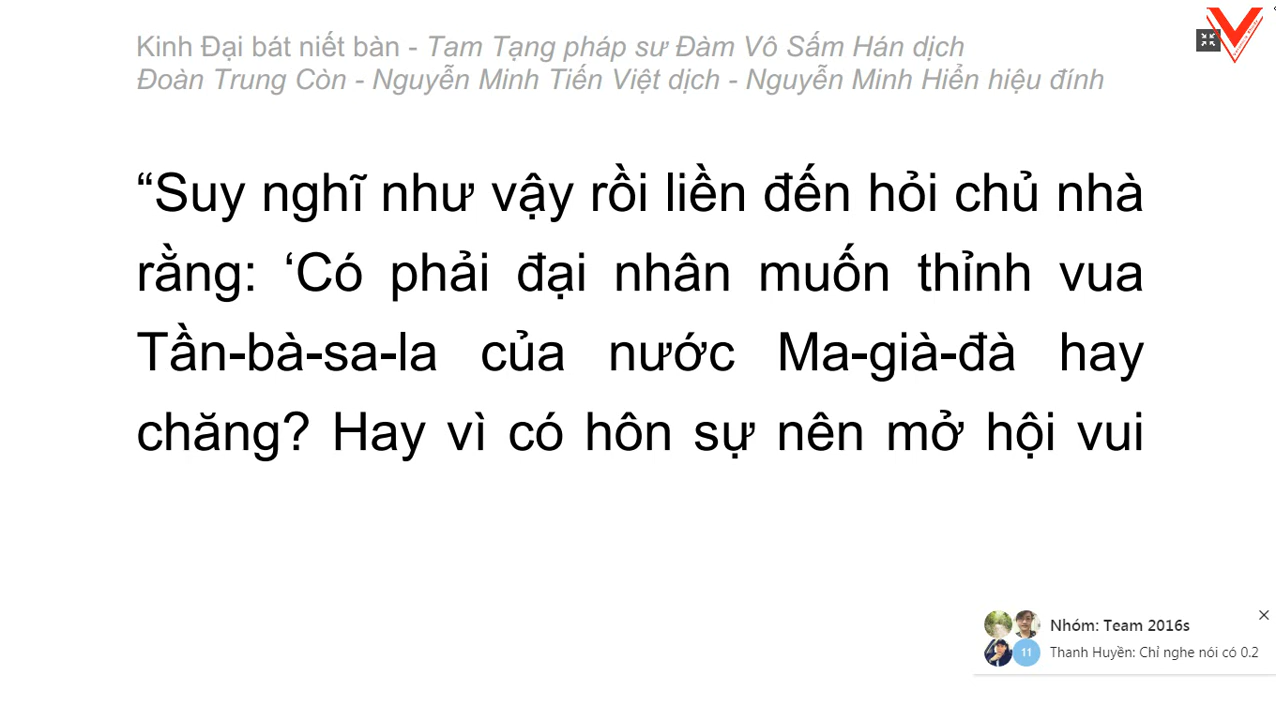 Kinh Đại bát niết bàn - Tam Tạng pháp sư Đàm Vô Sấm Hán dịch
Đoàn Trung Còn - Nguyễn Minh Tiến Việt dịch - Nguyễn Minh Hiển hiệu đính
“Suy nghĩ như vậy rồi liền đến hỏi chủ nhà
rằng: ‘Có phải đại nhân muốn thỉnh vua
Tần-bà-sa-la của nước Ma-già-đà hay
chăng? Hay vì có hôn sự nên mở hội vui
Nhóm: Team 2016s
11
Thanh Huyền: Chỉ nghe nói có 0.2